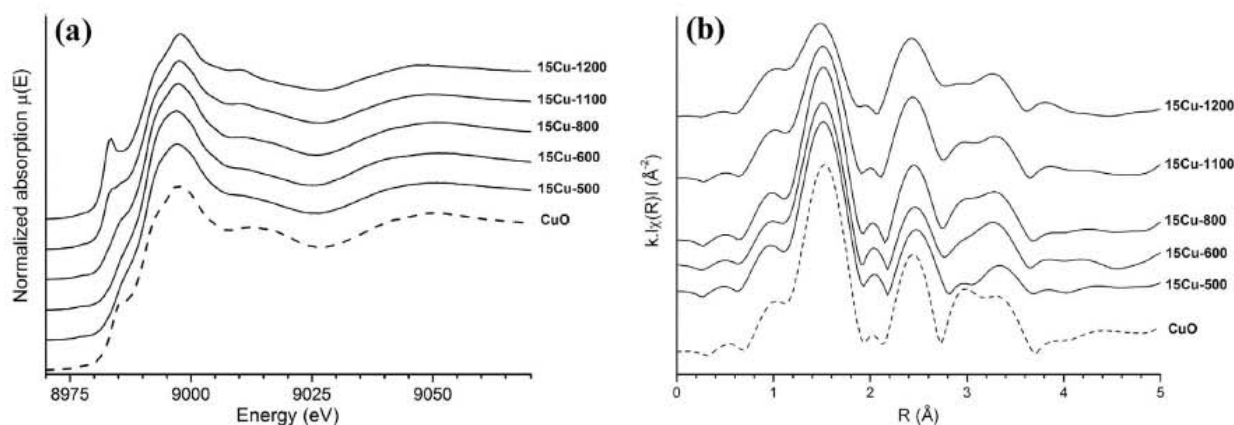 (a)
Normalized absorption μ(E)
15Cu-1200
15Cu-1100
15Cu-800
15Cu-600
15Cu-500
CuO
8975 9000 9025 9050
Energy (eV)
(b)
k.|χ(R)| (Å⁻²)
15Cu-1200
15Cu-1100
15Cu-800
15Cu-600
15Cu-500
CuO
0 1 2 3 4 5
R (Å)